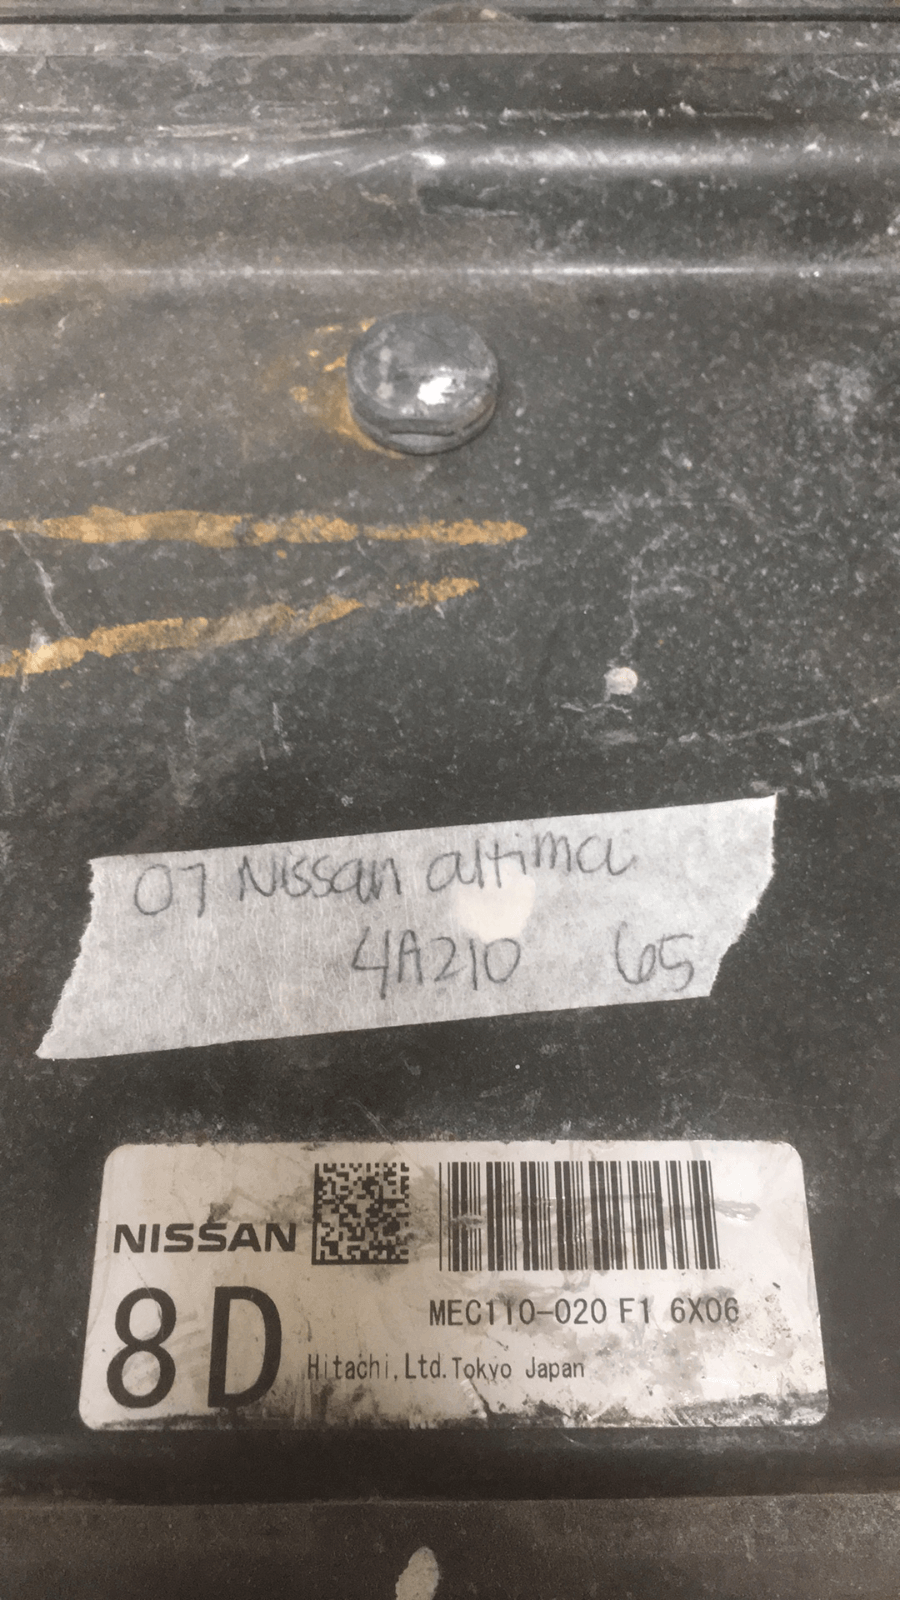 07 Nissan altima
4A210 65
NISSAN
8D
MEC110-020 F1 6X06
Hitachi,Ltd.Tokyo Japan